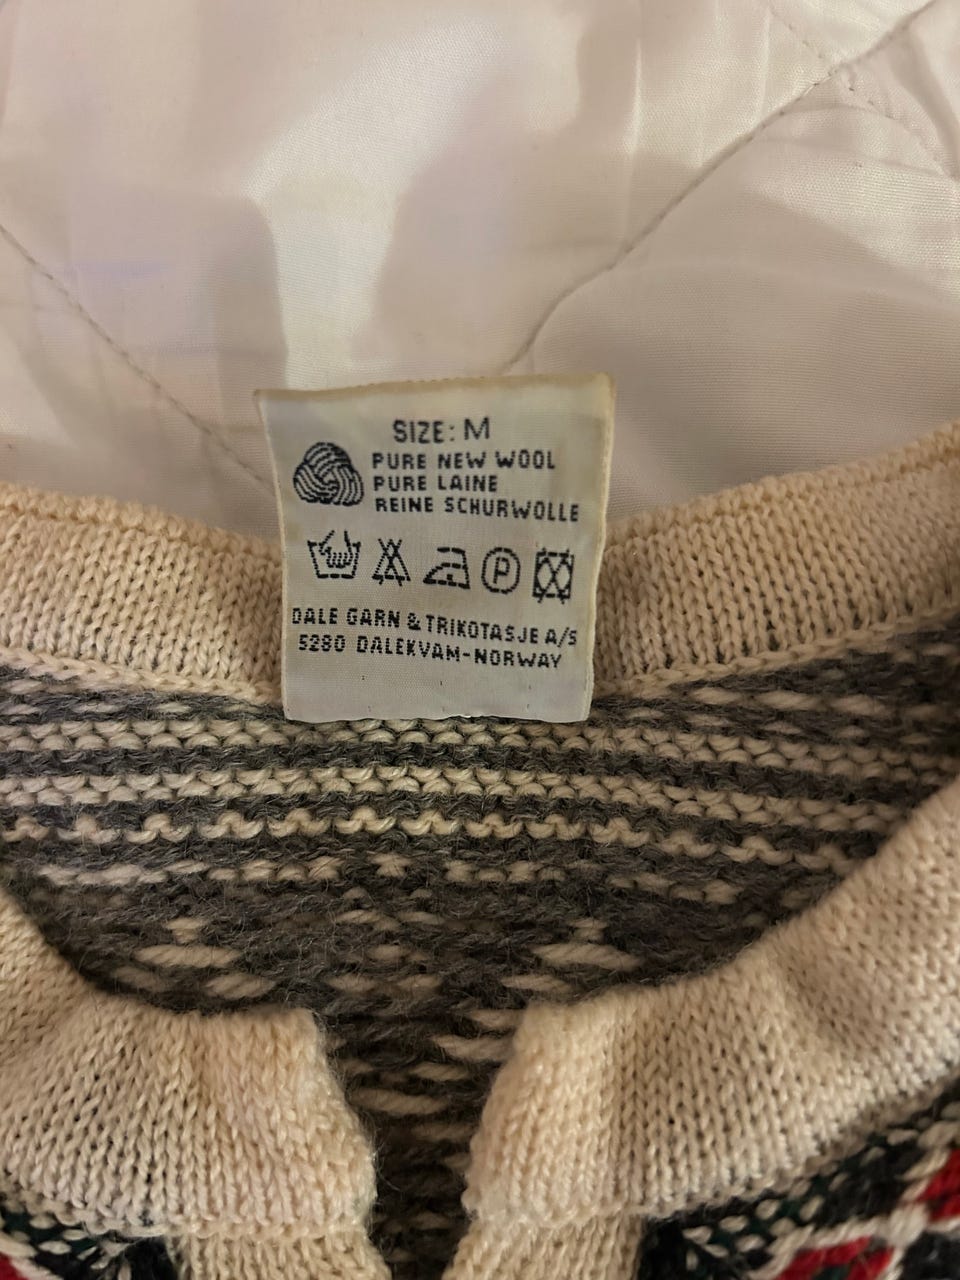 SIZE: M
PURE NEW WOOL
PURE LAINE
REINE SCHURWOLLE
P
DALE GARN & TRIKOTASJE A/S
5280 DALEKVAM-NORWAY